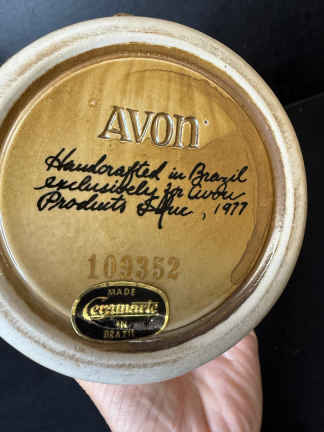 AVON
Handcrafted in Brazil
exclusively for Avon
Products Inc, 1977
109352
MADE
Ceramarte
IN
BRAZIL